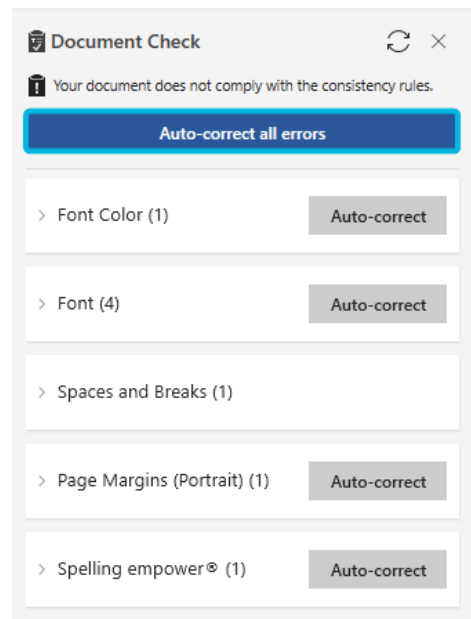 Document Check
Your document does not comply with the consistency rules.
Auto-correct all errors
Font Color (1)
Auto-correct
Font (4)
Auto-correct
Spaces and Breaks (1)
Page Margins (Portrait) (1)
Auto-correct
Spelling empower® (1)
Auto-correct